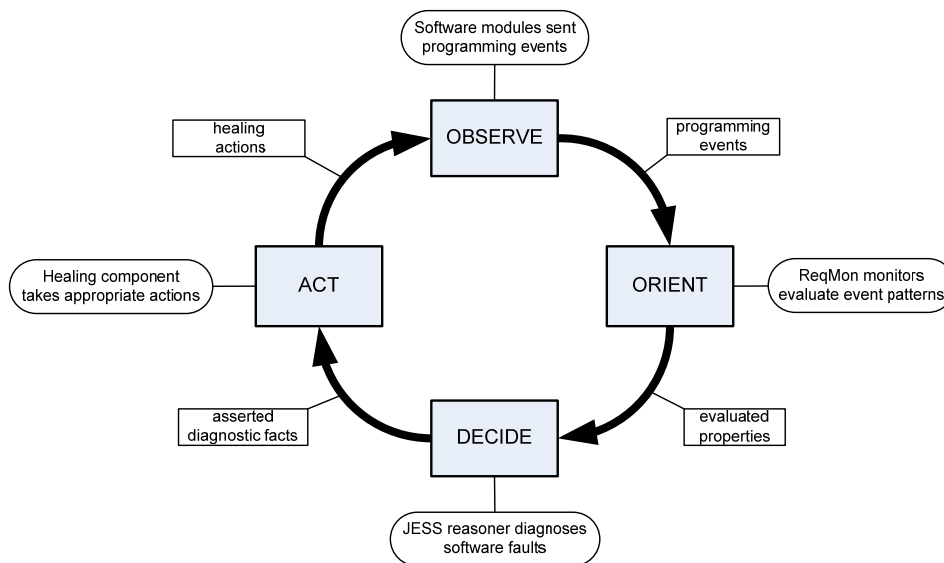 Software modules sent
programming events
OBSERVE
healing
actions
programming
events
Healing component
takes appropriate actions
ACT
ORIENT
ReqMon monitors
evaluate event patterns
asserted
diagnostic facts
DECIDE
evaluated
properties
JESS reasoner diagnoses
software faults